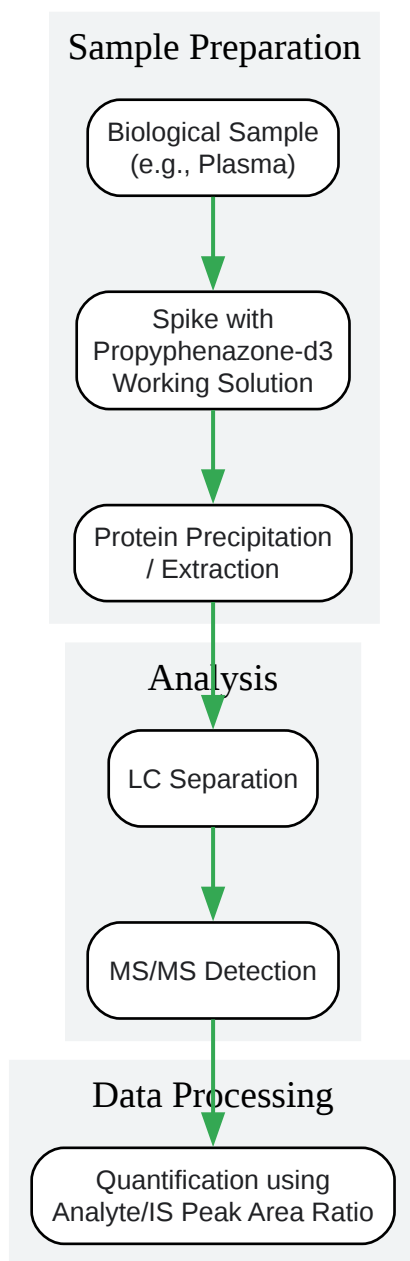 Sample Preparation
Biological Sample
(e.g., Plasma)
Spike with
Propyphenazone-d3
Working Solution
Protein Precipitation
/ Extraction
Analysis
LC Separation
MS/MS Detection
Data Processing
Quantification using
Analyte/IS Peak Area Ratio